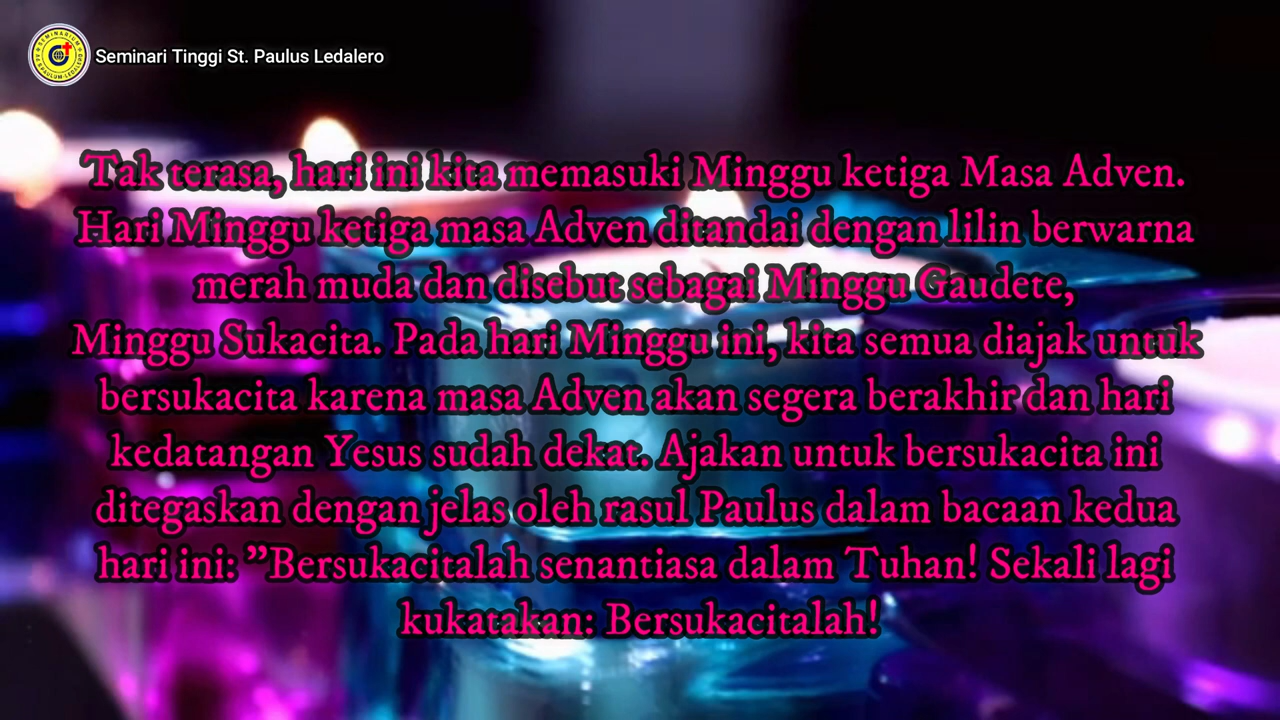 Seminari Tinggi St. Paulus Ledalero
Tak terasa, hari ini kita memasuki Minggu ketiga Masa Adven.
Hari Minggu ketiga masa Adven ditandai dengan lilin berwarna
merah muda dan disebut sebagai Minggu Gaudete,
Minggu Sukacita. Pada hari Minggu ini, kita semua diajak untuk
bersukacita karena masa Adven akan segera berakhir dan hari
kedatangan Yesus sudah dekat. Ajakan untuk bersukacita ini
ditegaskan dengan jelas oleh rasul Paulus dalam bacaan kedua
hari ini: ”Bersukacitalah senantiasa dalam Tuhan! Sekali lagi
kukatakan: Bersukacitalah!